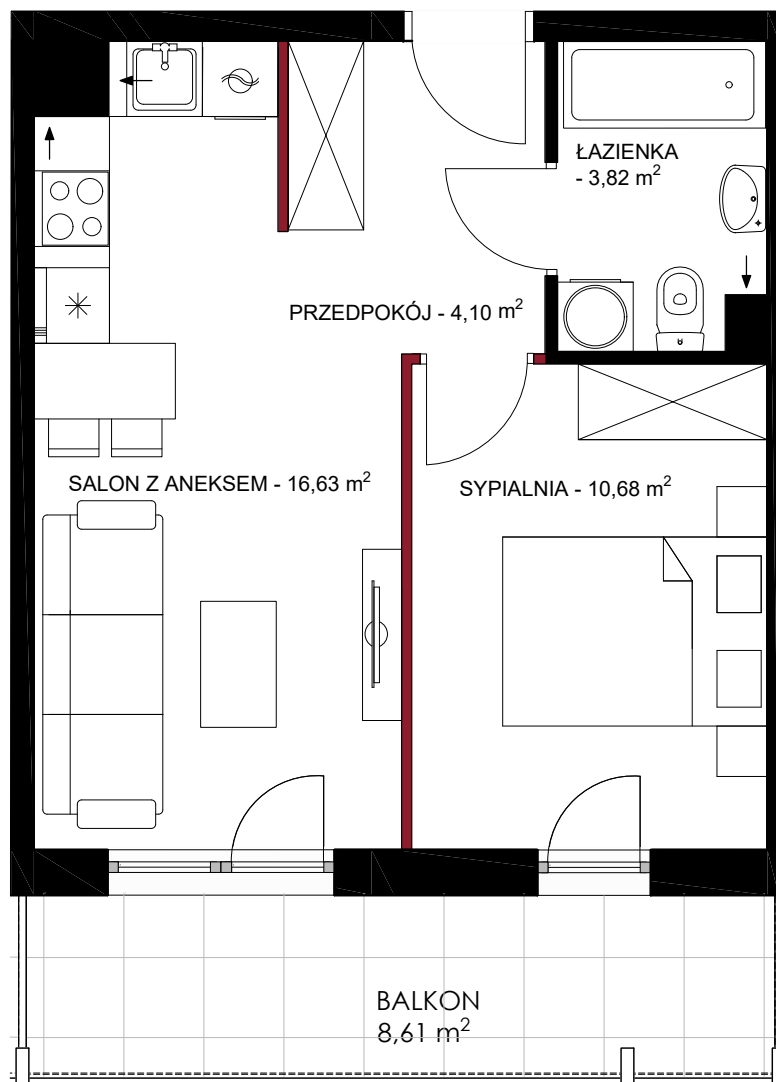 ŁAZIENKA
- 3,82 m²
PRZEDPOKÓJ - 4,10 m²
SALON Z ANEKSEM - 16,63 m²
SYPIALNIA - 10,68 m²
BALKON
8,61 m²